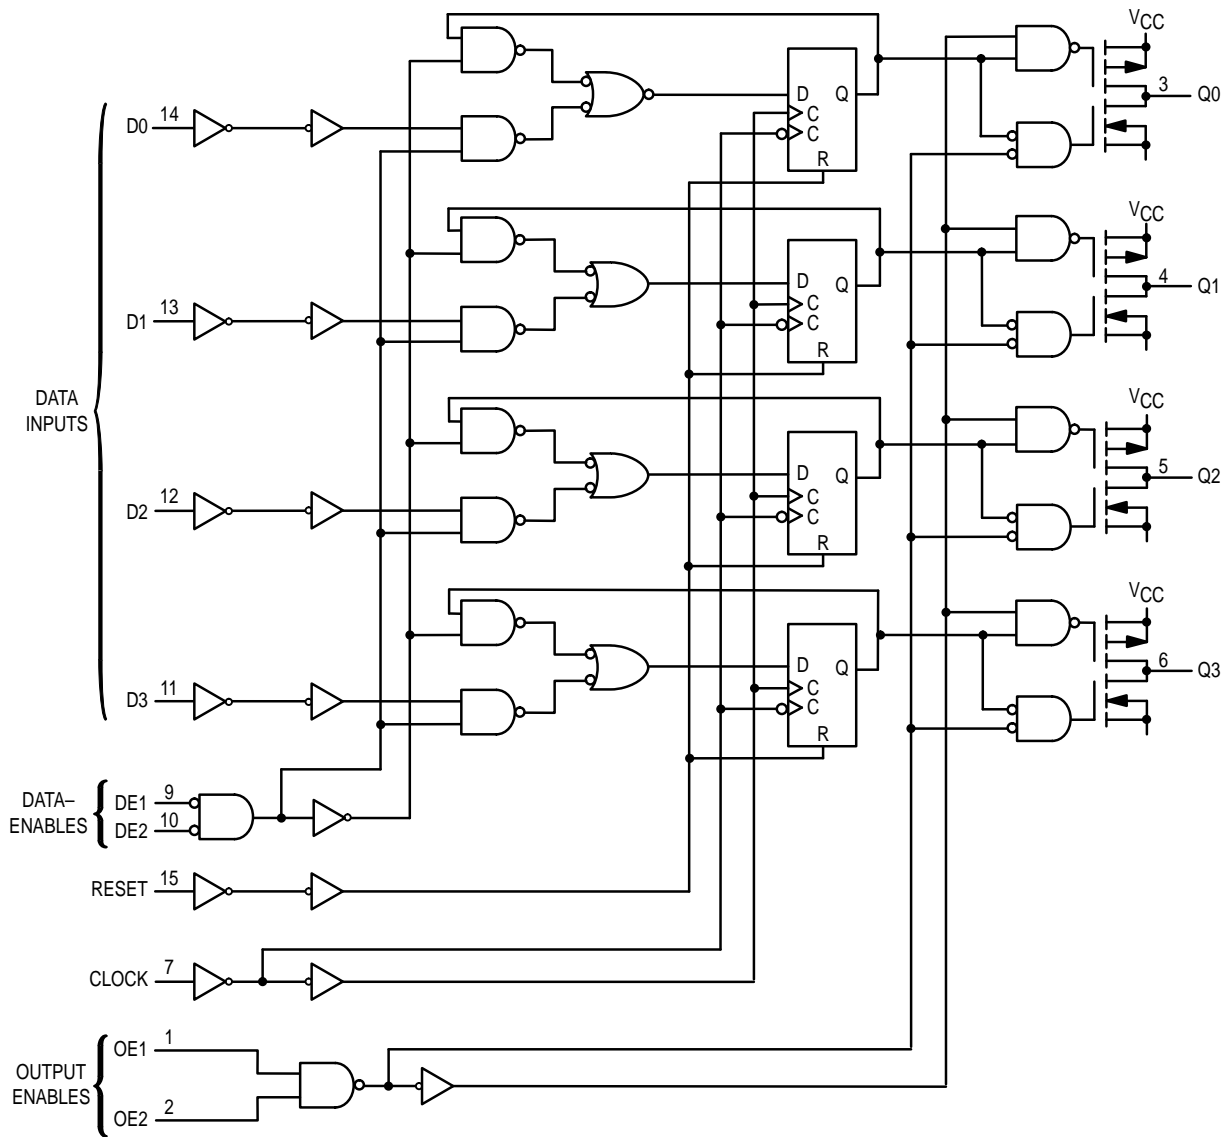 VCC
D Q
C
C
R
3 Q0
D0 14
VCC
D Q
C
C
R
4 Q1
D1 13
DATA
INPUTS
VCC
D Q
C
C
R
5 Q2
D2 12
VCC
D Q
C
C
R
6 Q3
D3 11
DATA–
ENABLES
DE1 9
DE2 10
RESET 15
CLOCK 7
OUTPUT
ENABLES
OE1 1
OE2 2